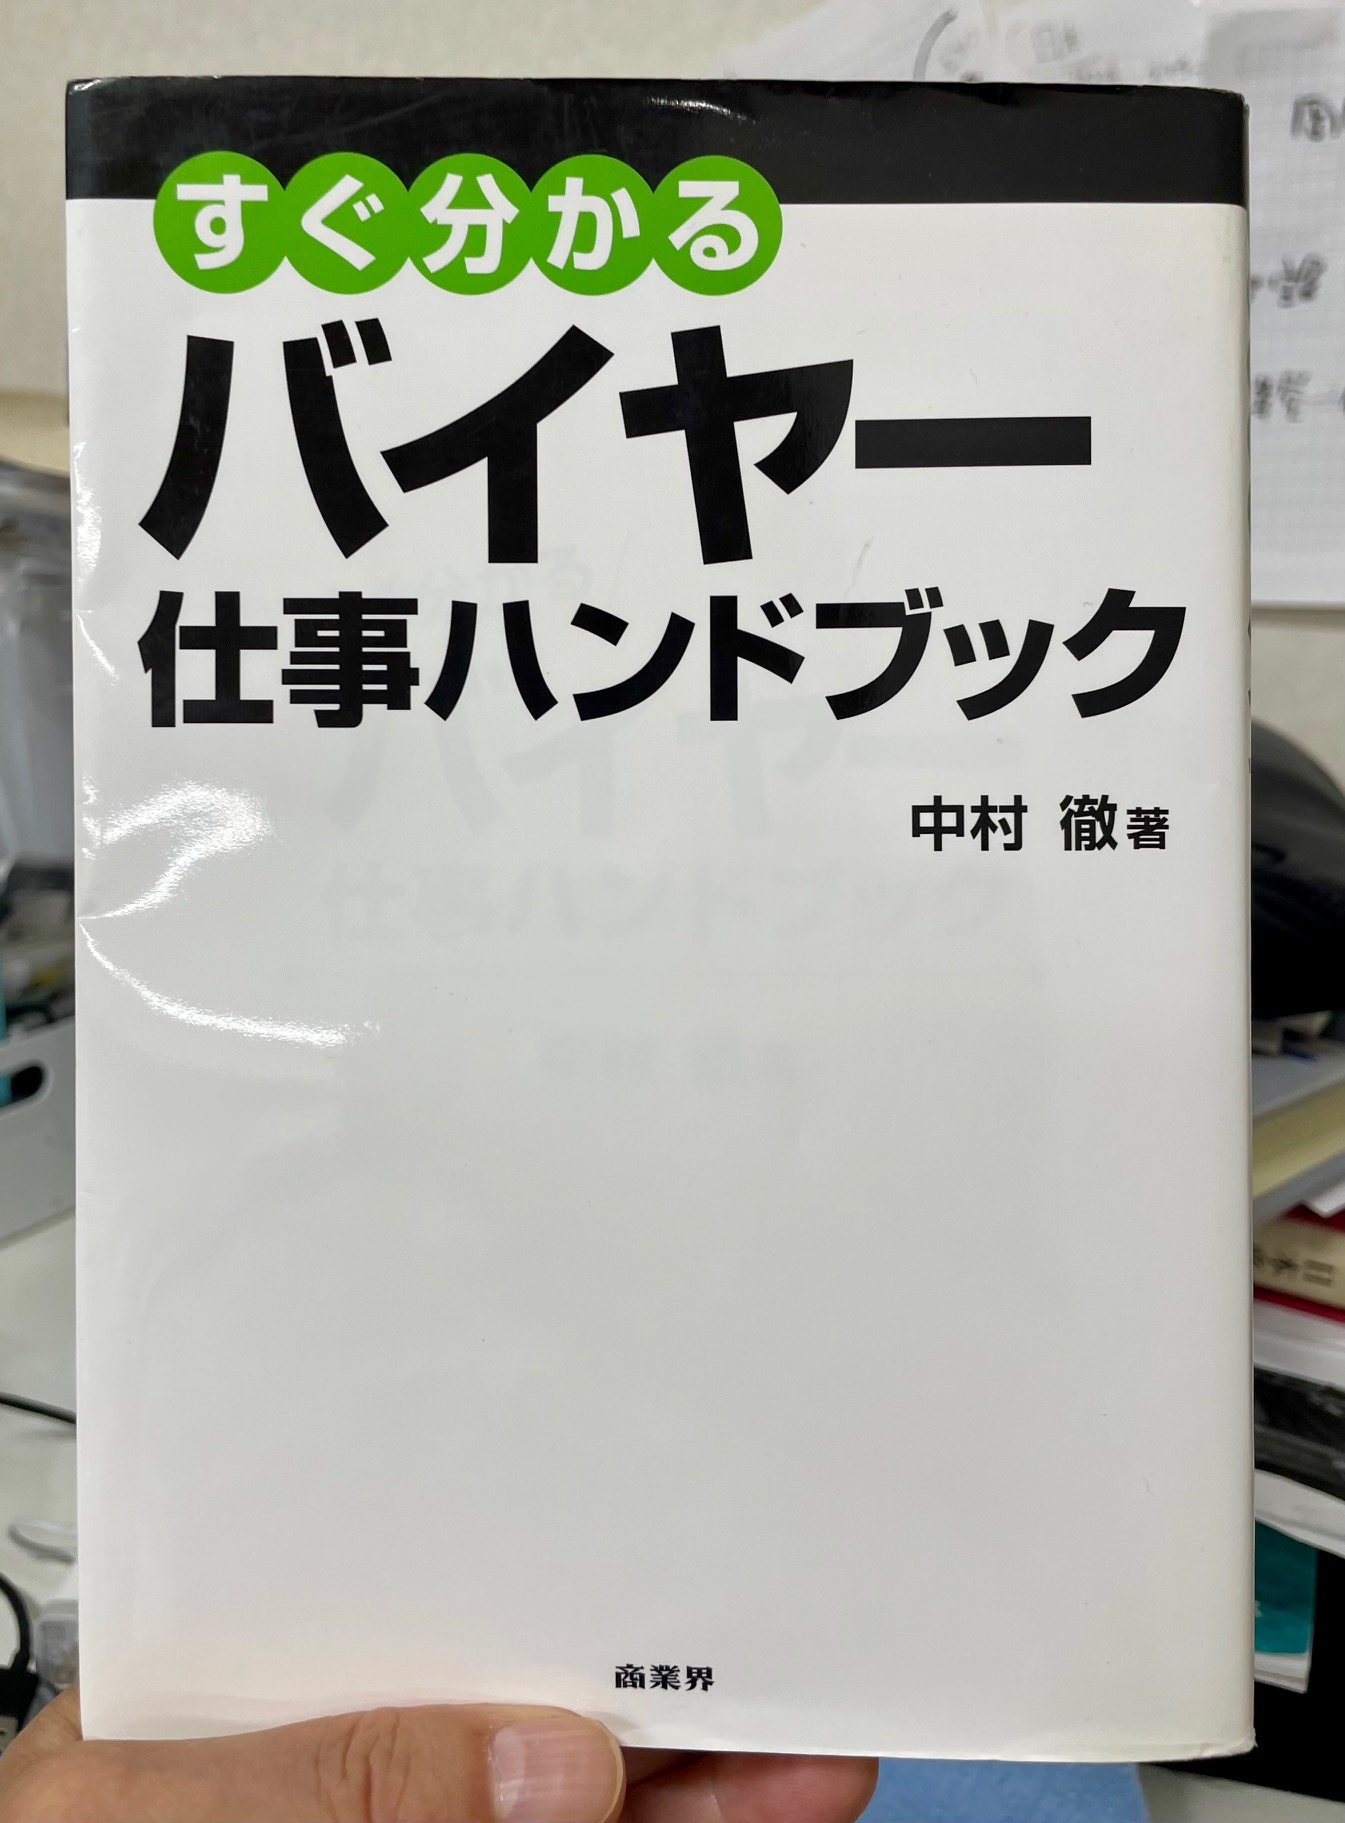 すぐ分かる
バイヤー
仕事ハンドブック
中村 徹 著
商業界